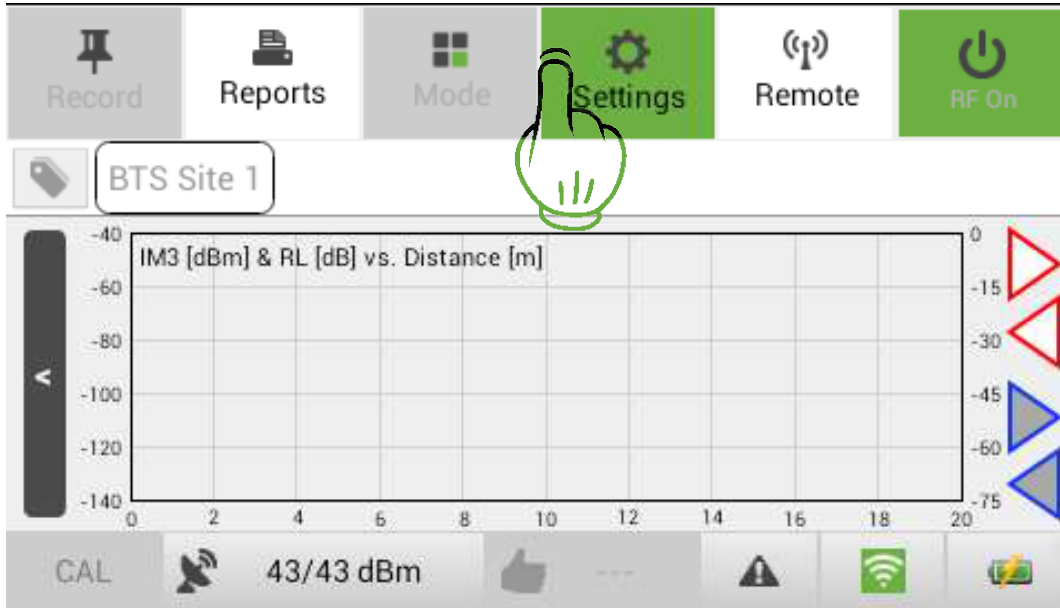 Record Reports Mode Settings Remote RF On
BTS Site 1
IM3 [dBm] & RL [dB] vs. Distance [m]
-40 0
-60 -15
-80 -30
<
-100 -45
-120 -60
-140 -75
0 2 4 6 8 10 12 14 16 18 20
CAL 43/43 dBm ---